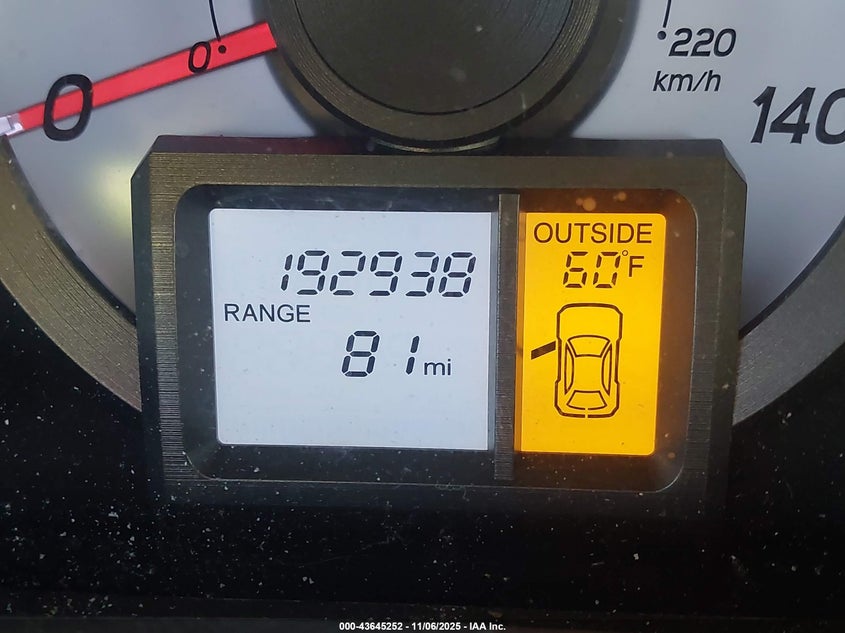 0
0
220
km/h
140
192938
RANGE
81 mi
OUTSIDE
60°F
000-43645252 - 11/06/2025 - IAA Inc.